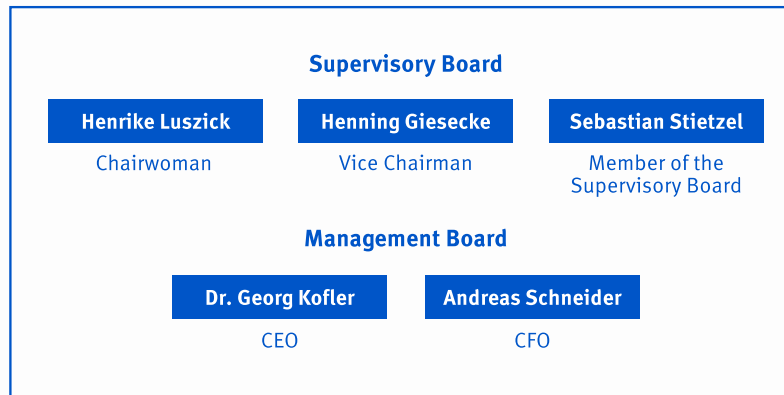 Supervisory Board
Henrike Luszick
Henning Giesecke
Sebastian Stietzel
Chairwoman
Vice Chairman
Member of the
Supervisory Board
Management Board
Dr. Georg Kofler
Andreas Schneider
CEO
CFO